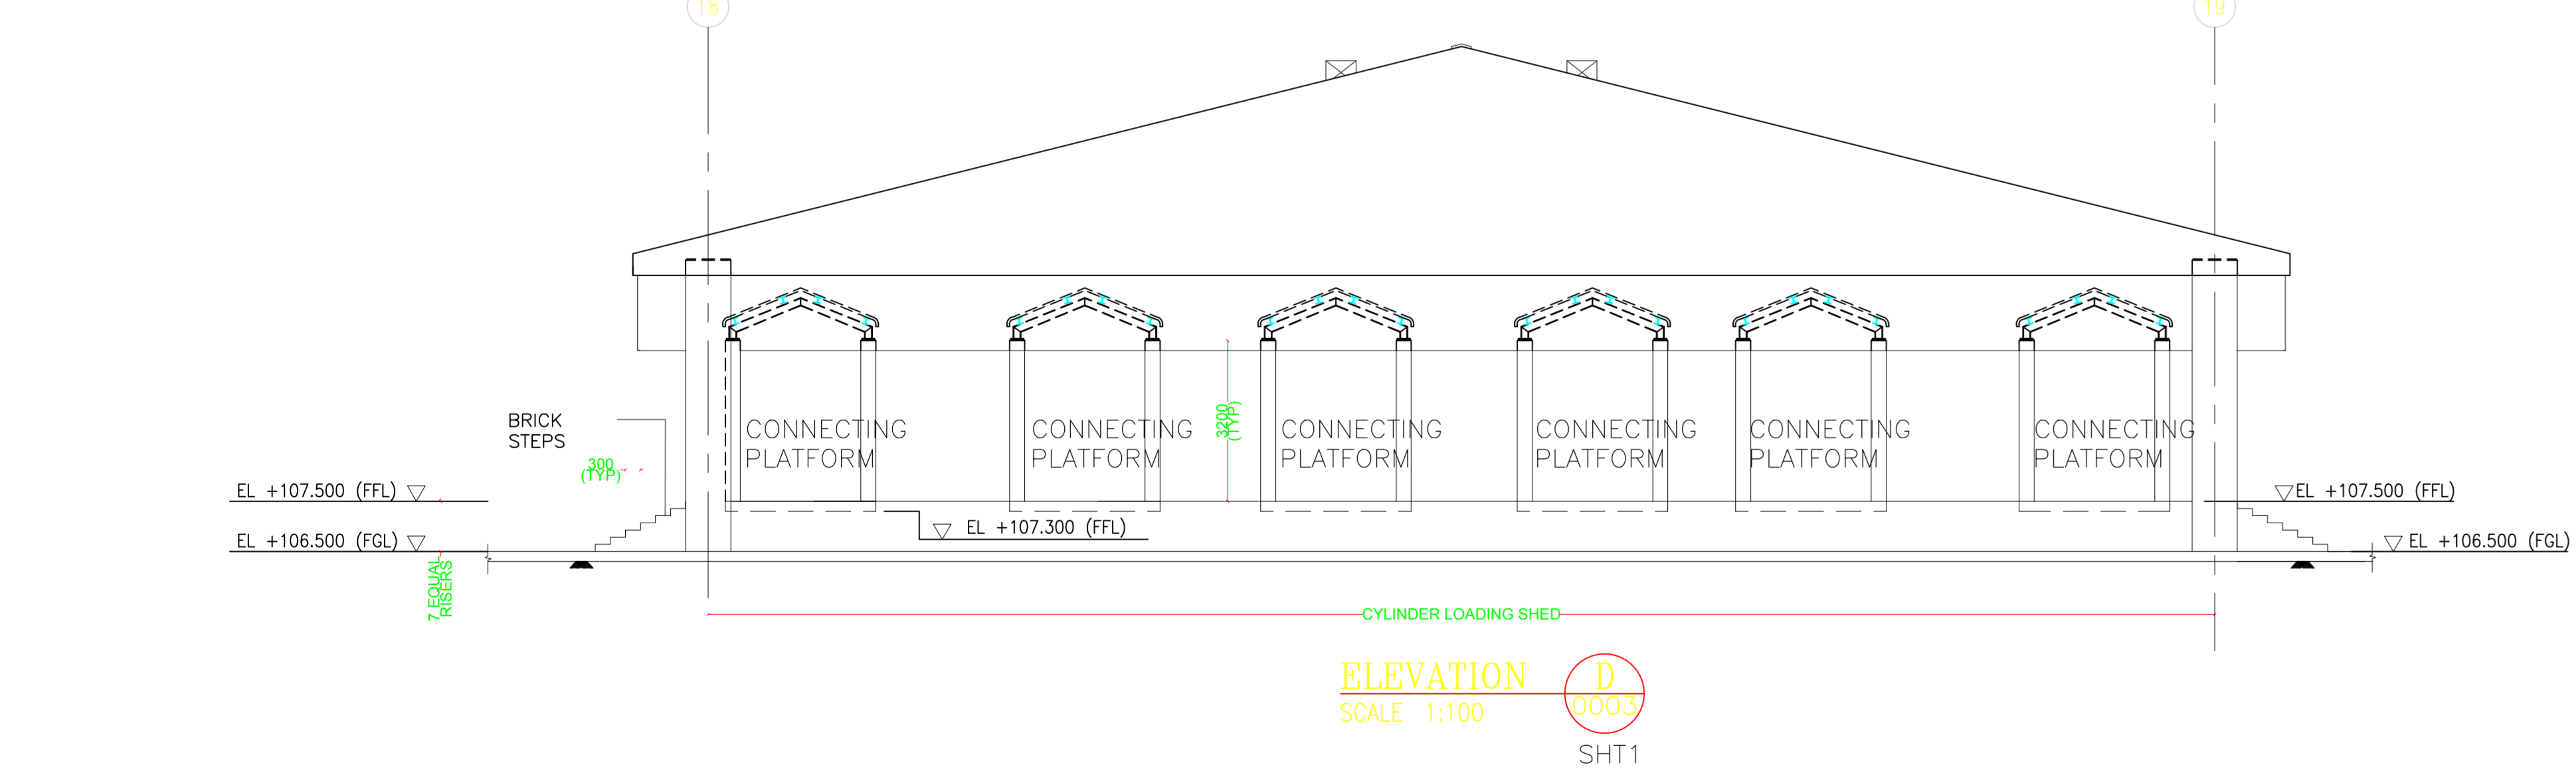 18
19
BRICK
STEPS
300
(TYP)
CONNECTING
PLATFORM
CONNECTING
PLATFORM
3200
(TYP)
CONNECTING
PLATFORM
CONNECTING
PLATFORM
CONNECTING
PLATFORM
CONNECTING
PLATFORM
EL +107.500 (FFL)
EL +107.500 (FFL)
EL +107.300 (FFL)
EL +106.500 (FGL)
EL +106.500 (FGL)
7 EQUAL
RISERS
CYLINDER LOADING SHED
ELEVATION
D
SCALE 1:100
0003
SHT1